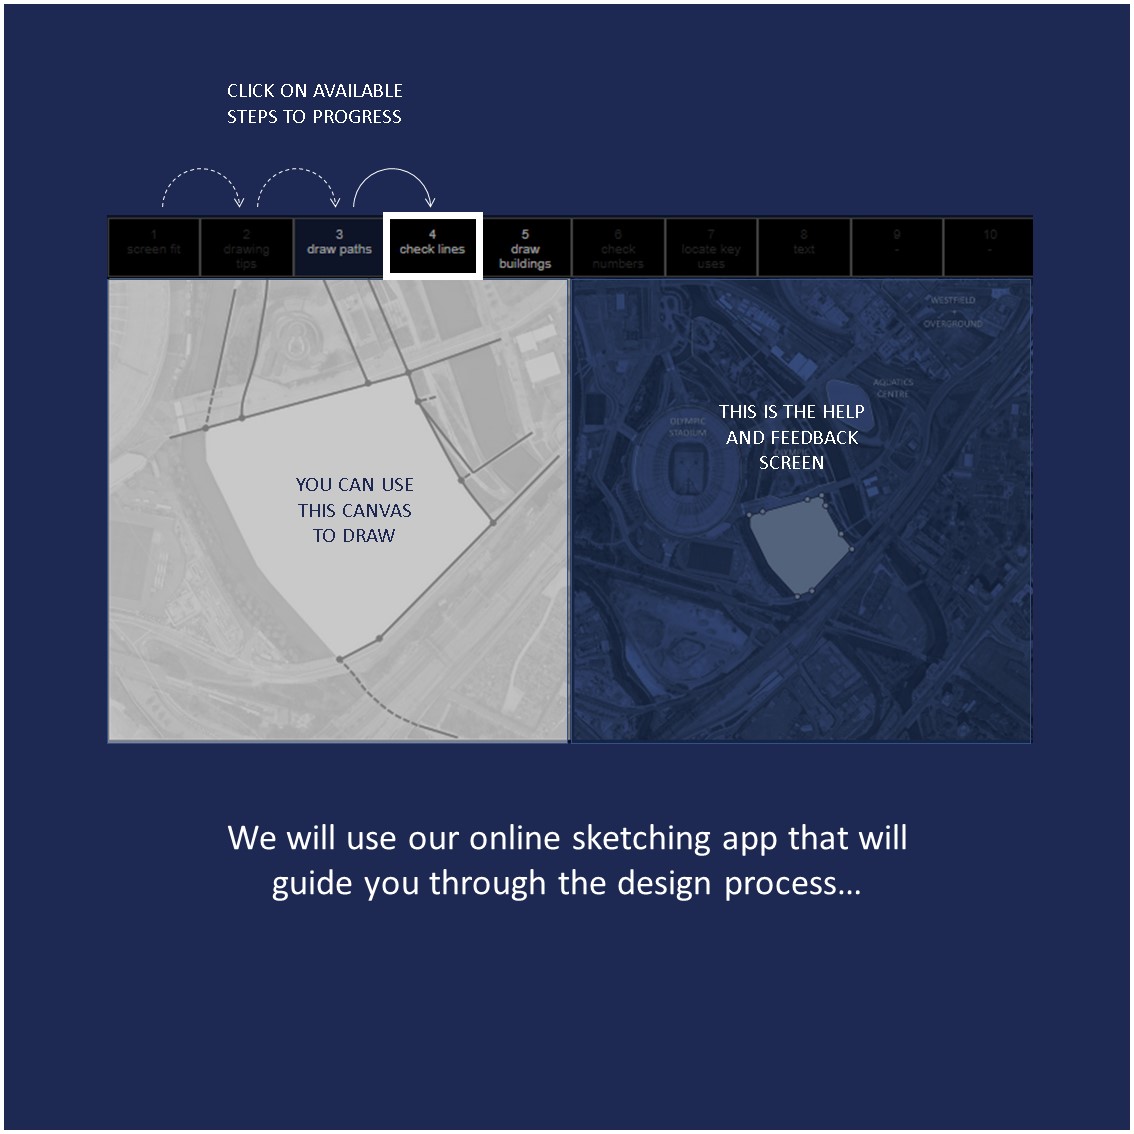 CLICK ON AVAILABLE
STEPS TO PROGRESS
1
screen fit
2
drawing
tips
3
draw paths
4
check lines
5
draw
buildings
6
check
numbers
7
locate key
uses
8
text
9
-
10
-
WESTFIELD
+
OVERGROUND
AQUATICS
CENTRE
OLYMPIC
STADIUM
THIS IS THE HELP
AND FEEDBACK
SCREEN
YOU CAN USE
THIS CANVAS
TO DRAW
We will use our online sketching app that will
guide you through the design process...